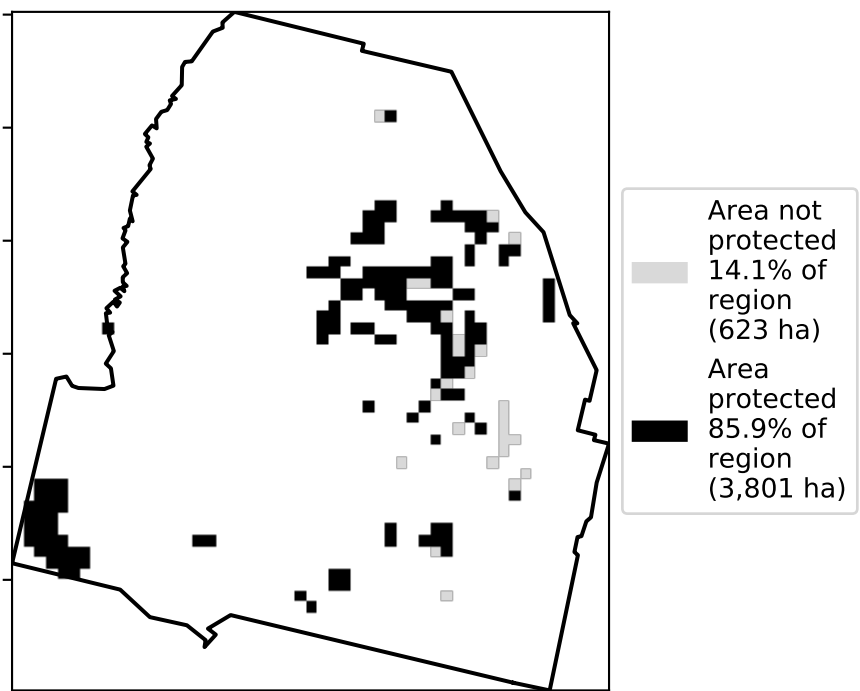 Area not
protected
14.1% of
region
(623 ha)
Area
protected
85.9% of
region
(3,801 ha)